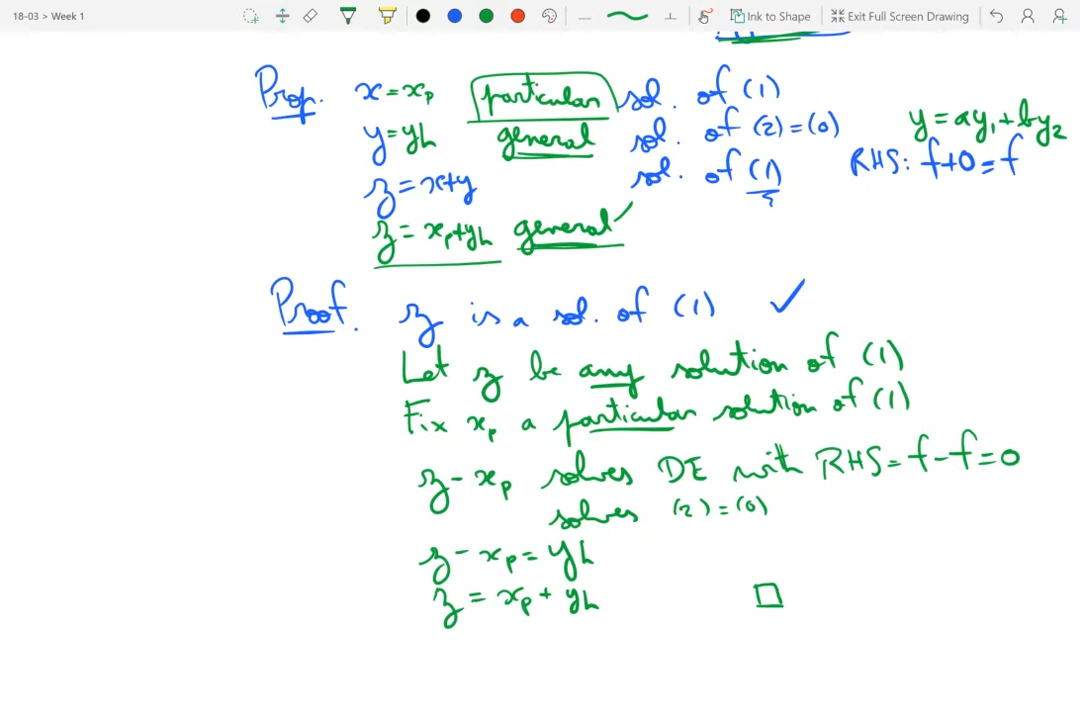 18-03 > Week 1
Ink to Shape
Exit Full Screen Drawing
Prop. x = xp particular sol. of (1)
y = yh general sol. of (2) = (0) y = ay1 + by2
z = x+y sol. of (1) RHS: f+0 = f
z = xp+yh general ✓
Proof. z is a sol. of (1) ✓
Let z be any solution of (1)
Fix xp a particular solution of (1)
z - xp solves DE with RHS = f - f = 0
solves (2) = (0)
z - xp = yh
z = xp + yh □